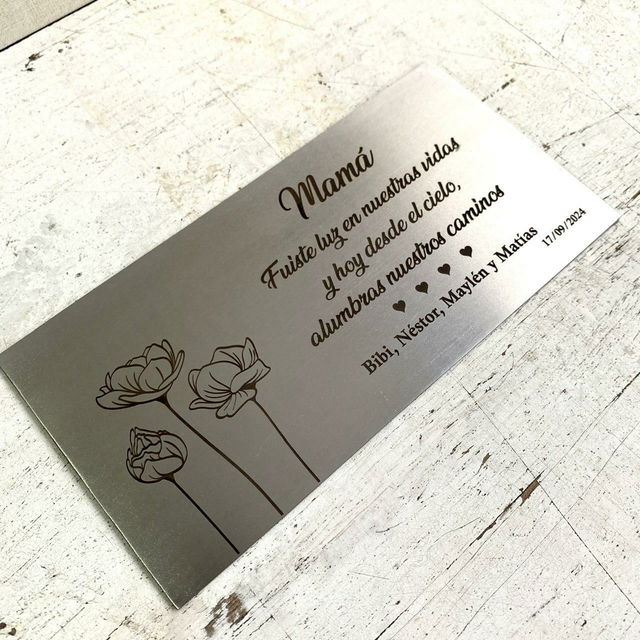 Mamá
Fuiste luz en nuestras vidas
y hoy desde el cielo,
alumbras nuestros caminos
Bibi, Néstor, Maylén y Matías
17/09/2024